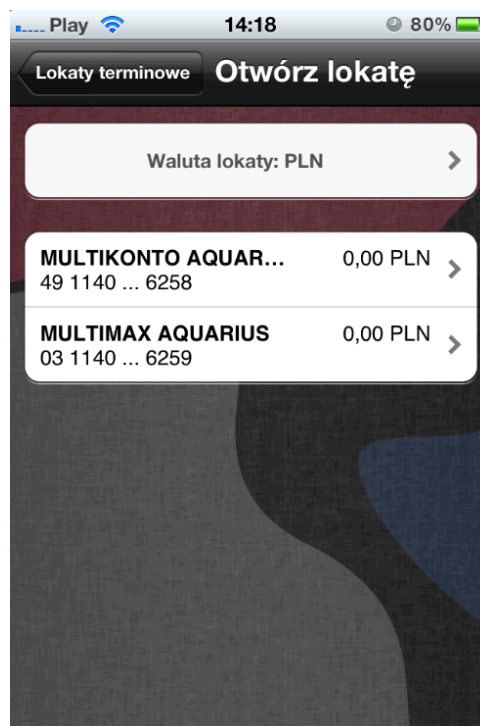 Play 14:18 80%
Lokaty terminowe Otwórz lokatę
Waluta lokaty: PLN
MULTIKONTO AQUAR... 0,00 PLN
49 1140 ... 6258
MULTIMAX AQUARIUS 0,00 PLN
03 1140 ... 6259